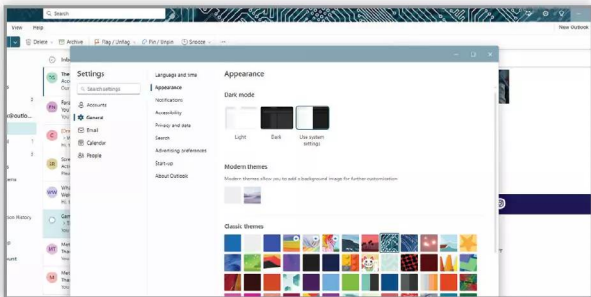 Search
View
Help
New Outlook
Delete
Archive
Flag / Unflag
Pin / Unpin
Snooze
Settings
Search settings
Accounts
General
Email
Calendar
People
Language and time
Appearance
Notifications
Accessibility
Privacy and data
Search
Advertising preferences
Start-up
About Outlook
Appearance
Dark mode
Light
Dark
Use system
settings
Modern themes
Modern themes allow you to add a background image for further customisation
Classic themes